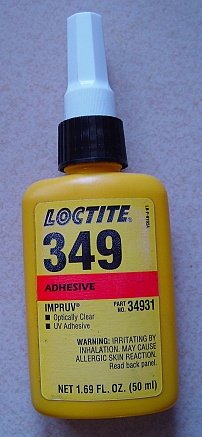 LOCTITE®
349
ADHESIVE
IMPRUV®
PART NO. 34931
■ Optically Clear
■ UV Adhesive
WARNING: IRRITATING BY
INHALATION. MAY CAUSE
ALLERGIC SKIN REACTION.
Read back panel.
NET 1.69 FL. OZ. (50 ml)